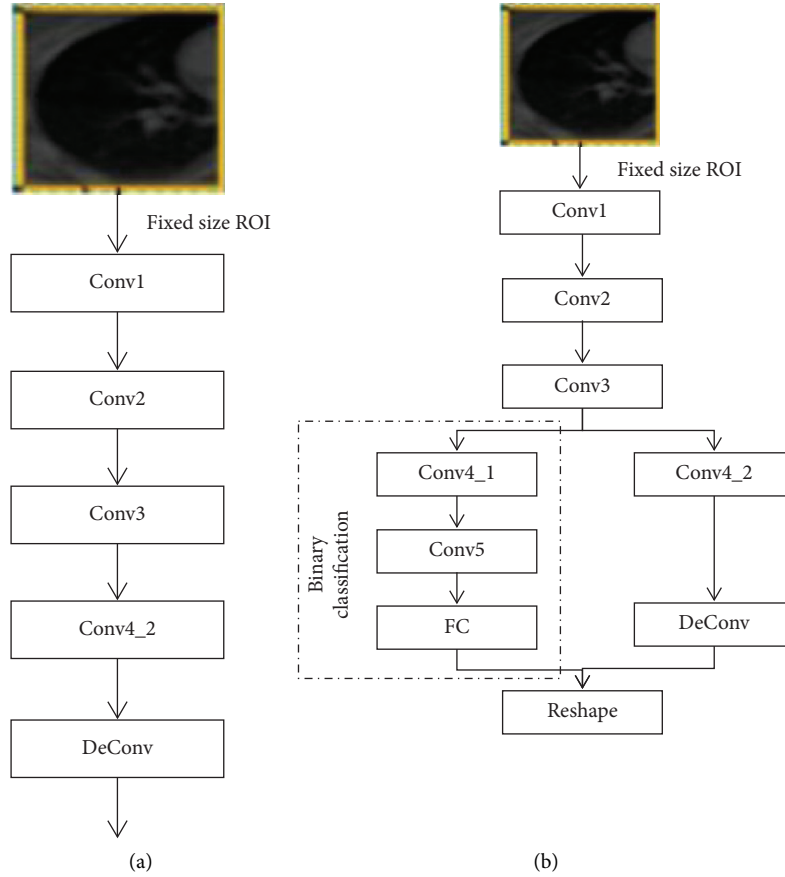 Fixed size ROI
Conv1
Conv2
Conv3
Conv4_2
DeConv
(a)
Fixed size ROI
Conv1
Conv2
Conv3
Binary
classification
Conv4_1
Conv5
FC
Conv4_2
DeConv
Reshape
(b)